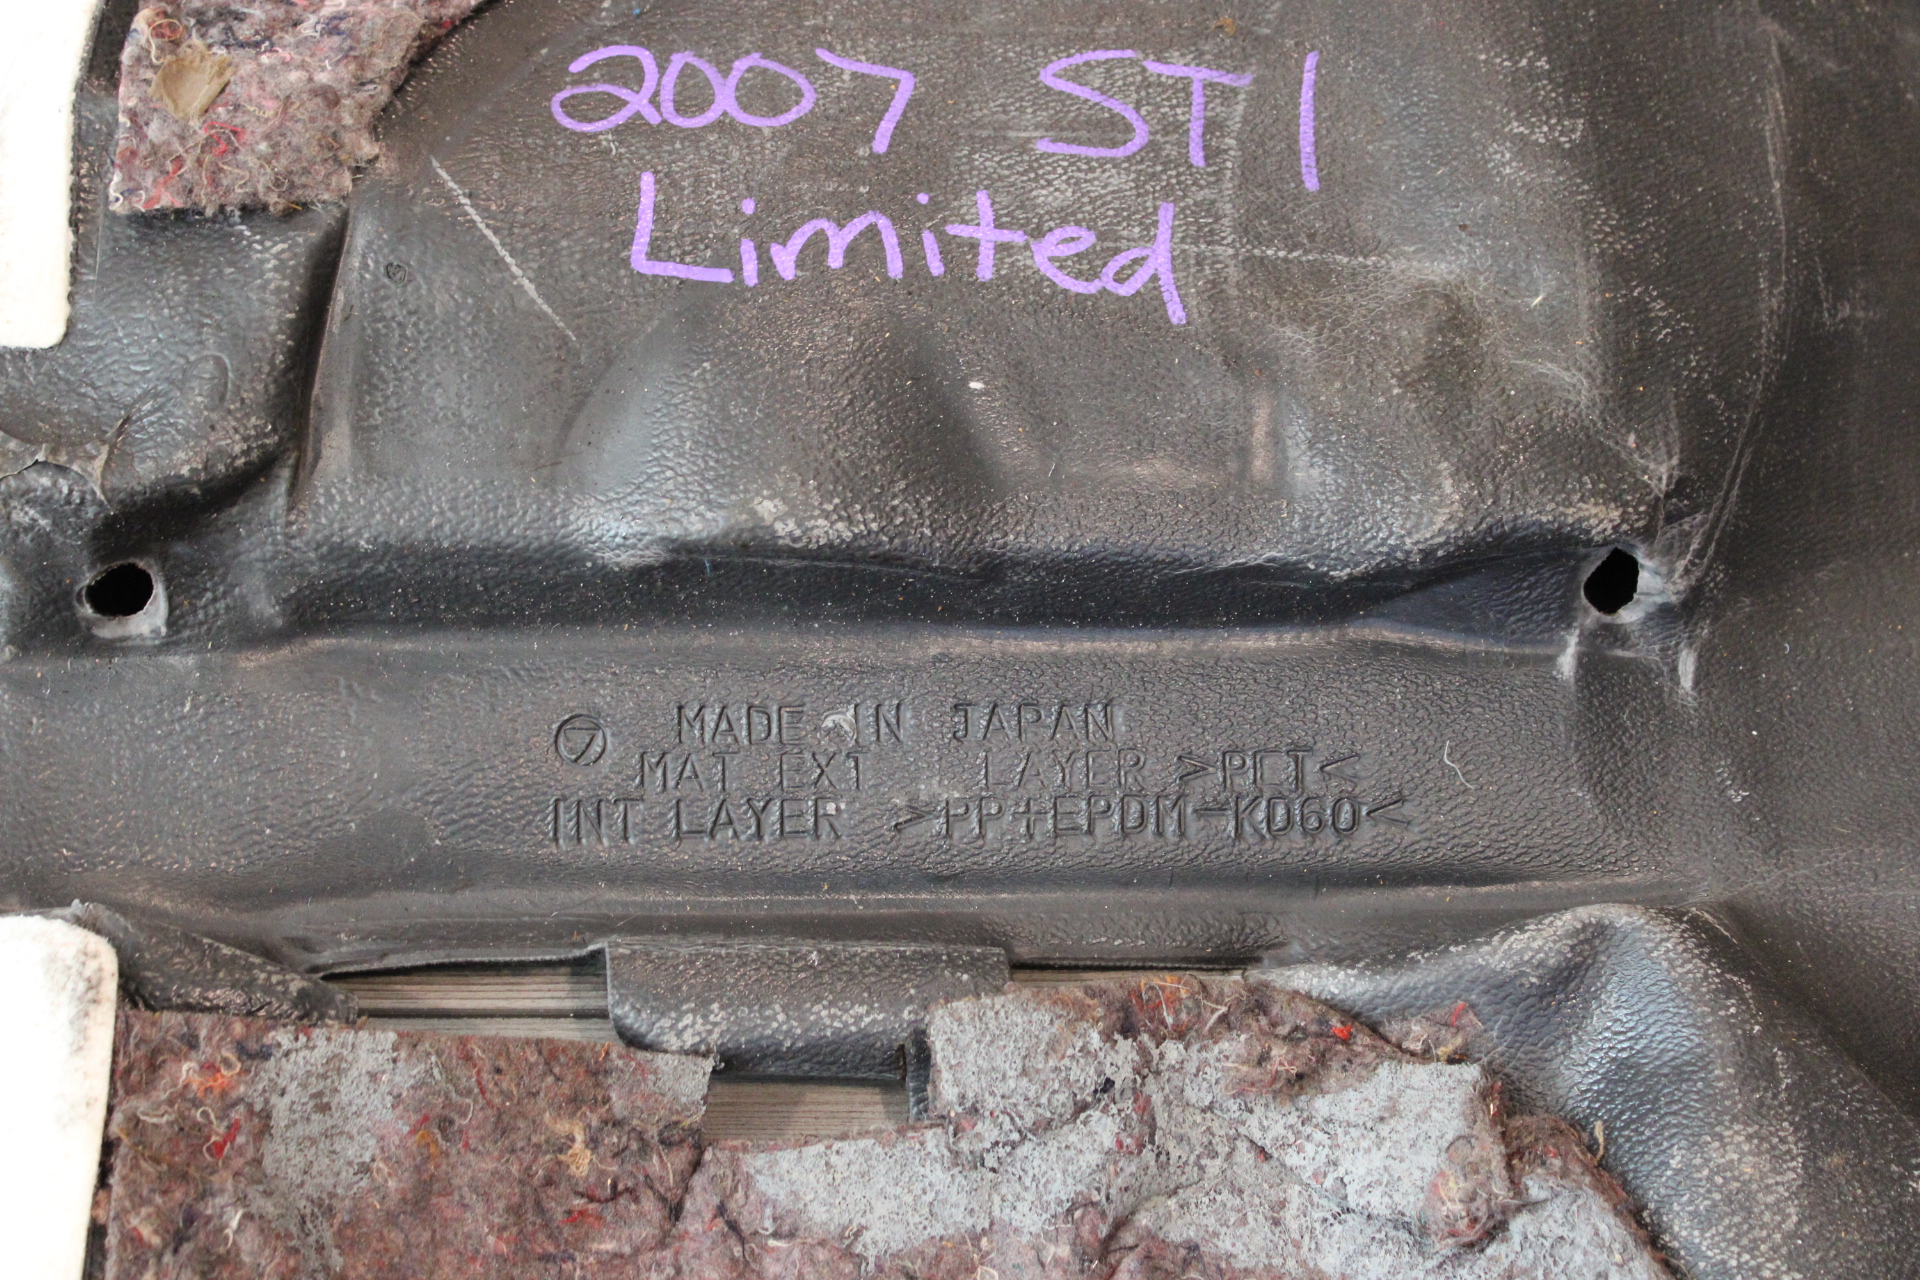 2007 STI
Limited
MADE IN JAPAN
MAT EXT LAYER >PET<
INT LAYER >PP+EPDM-KD60<